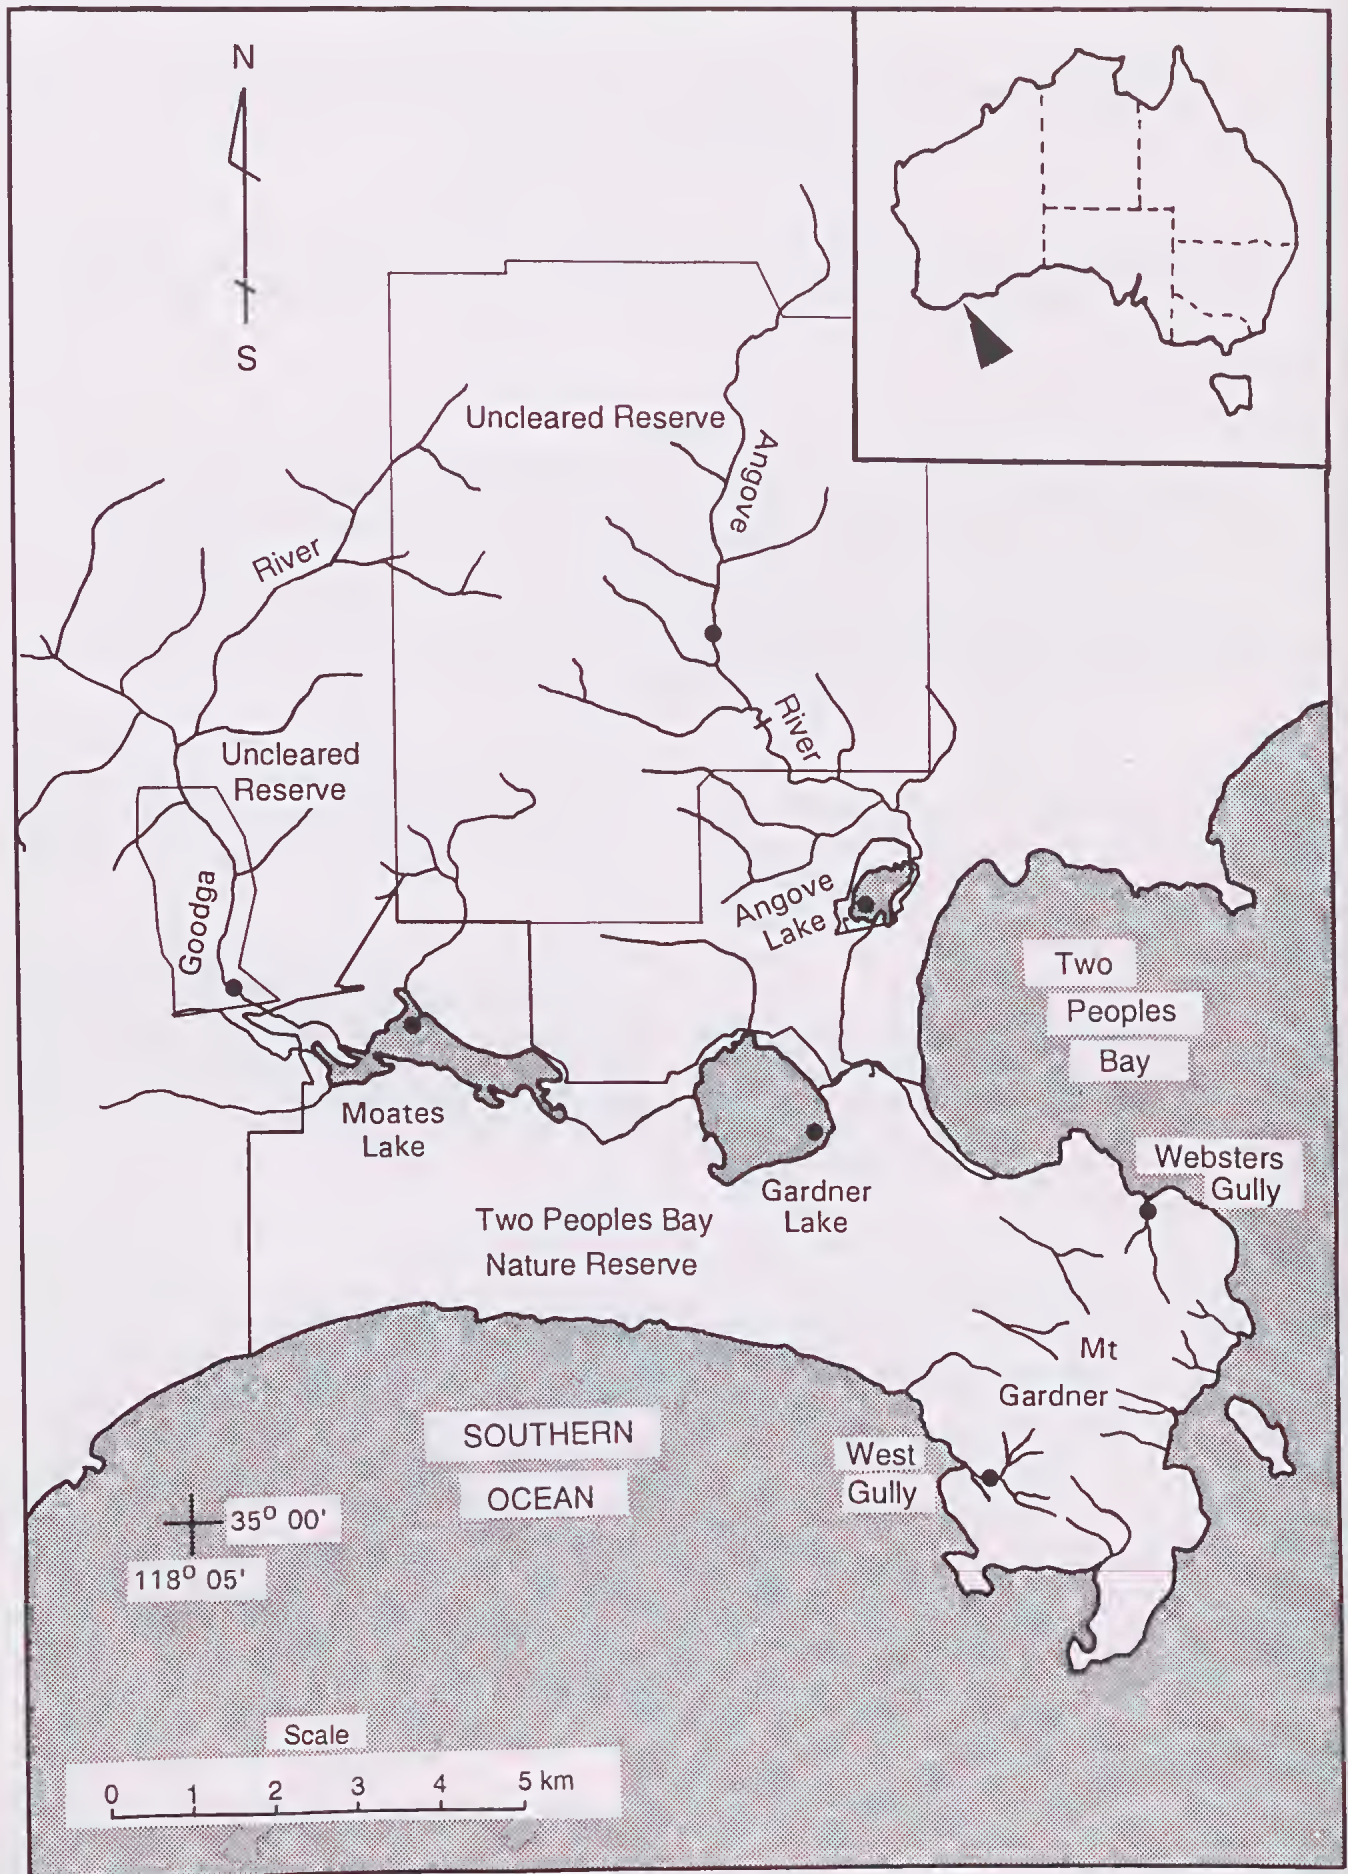 N
S
Uncleared Reserve
Angove
River
River
Uncleared
Reserve
Goodga
Angove
Lake
Two
Peoples
Bay
Moates
Lake
Websters
Gully
Gardner
Lake
Two Peoples Bay
Nature Reserve
Mt
Gardner
SOUTHERN
OCEAN
West
Gully
35° 00'
118° 05'
Scale
0 1 2 3 4 5 km